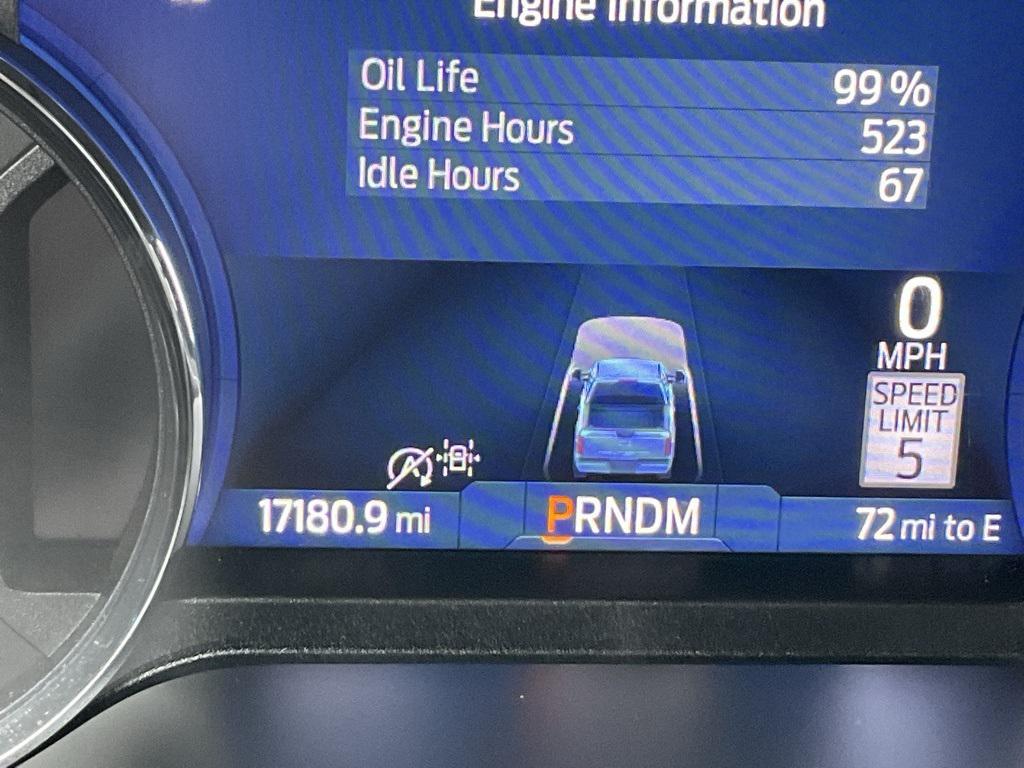 Engine Information
Oil Life 99 %
Engine Hours 523
Idle Hours 67
0
MPH
SPEED
LIMIT
5
17180.9 mi PRNDM 72 mi to E